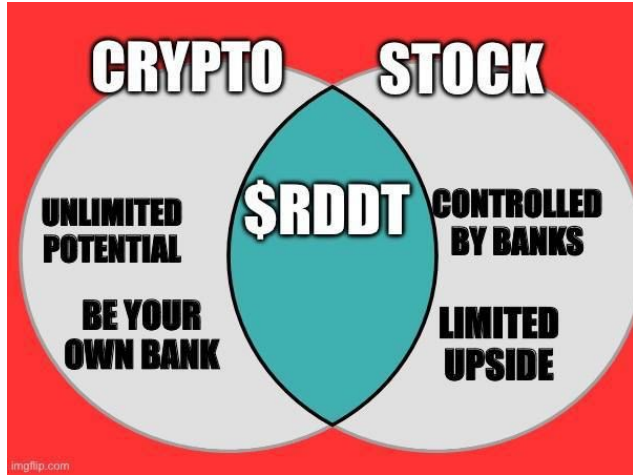 CRYPTO
STOCK
UNLIMITED
POTENTIAL
BE YOUR
OWN BANK
$RDDT
CONTROLLED
BY BANKS
LIMITED
UPSIDE
imgflip.com